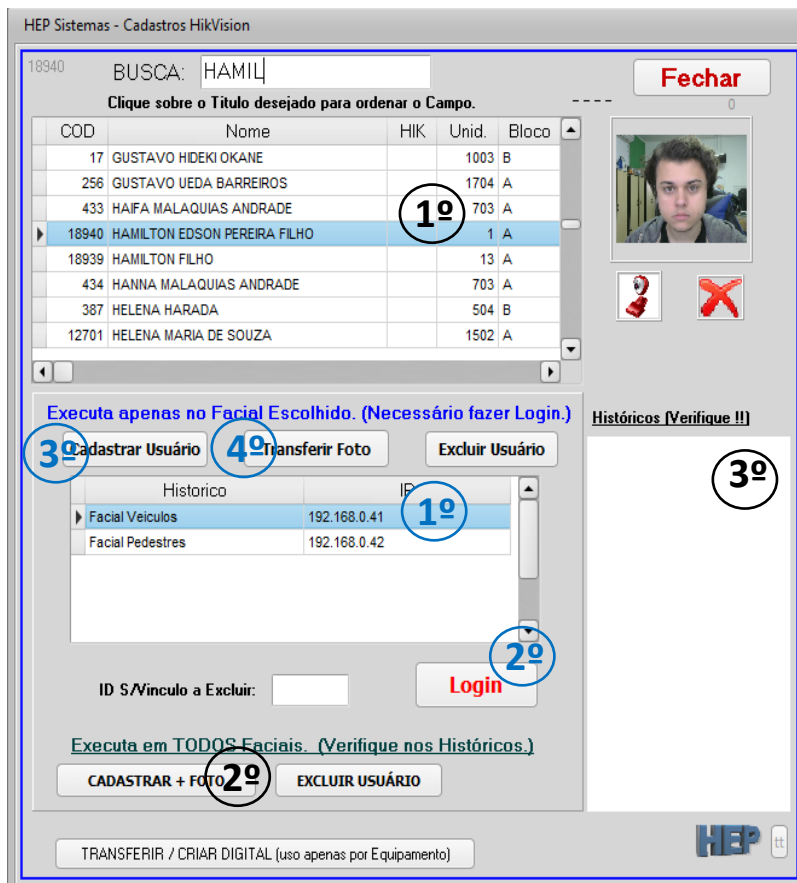 HEP Sistemas - Cadastros HikVision
18940 BUSCA: HAMIL Fechar
Clique sobre o Titulo desejado para ordenar o Campo. - - - - 0
COD Nome HIK Unid. Bloco
17 GUSTAVO HIDEKI OKANE 1003 B
256 GUSTAVO UEDA BARREIROS 1704 A
433 HAIFA MALAQUIAS ANDRADE 1º 703 A
18940 HAMILTON EDSON PEREIRA FILHO 1 A
18939 HAMILTON FILHO 13 A
434 HANNA MALAQUIAS ANDRADE 703 A
387 HELENA HARADA 504 B
12701 HELENA MARIA DE SOUZA 1502 A
Executa apenas no Facial Escolhido. (Necessário fazer Login.)
Históricos (Verifique !!)
3º Cadastrar Usuário 4º Transferir Foto Excluir Usuário
3º
Historico IP
Facial Veiculos 192.168.0.41 1º
Facial Pedestres 192.168.0.42
2º
ID S/Vinculo a Excluir: Login
Executa em TODOS Faciais. (Verifique nos Históricos.)
CADASTRAR + FOTO 2º EXCLUIR USUÁRIO
TRANSFERIR / CRIAR DIGITAL (uso apenas por Equipamento)
HEP tt